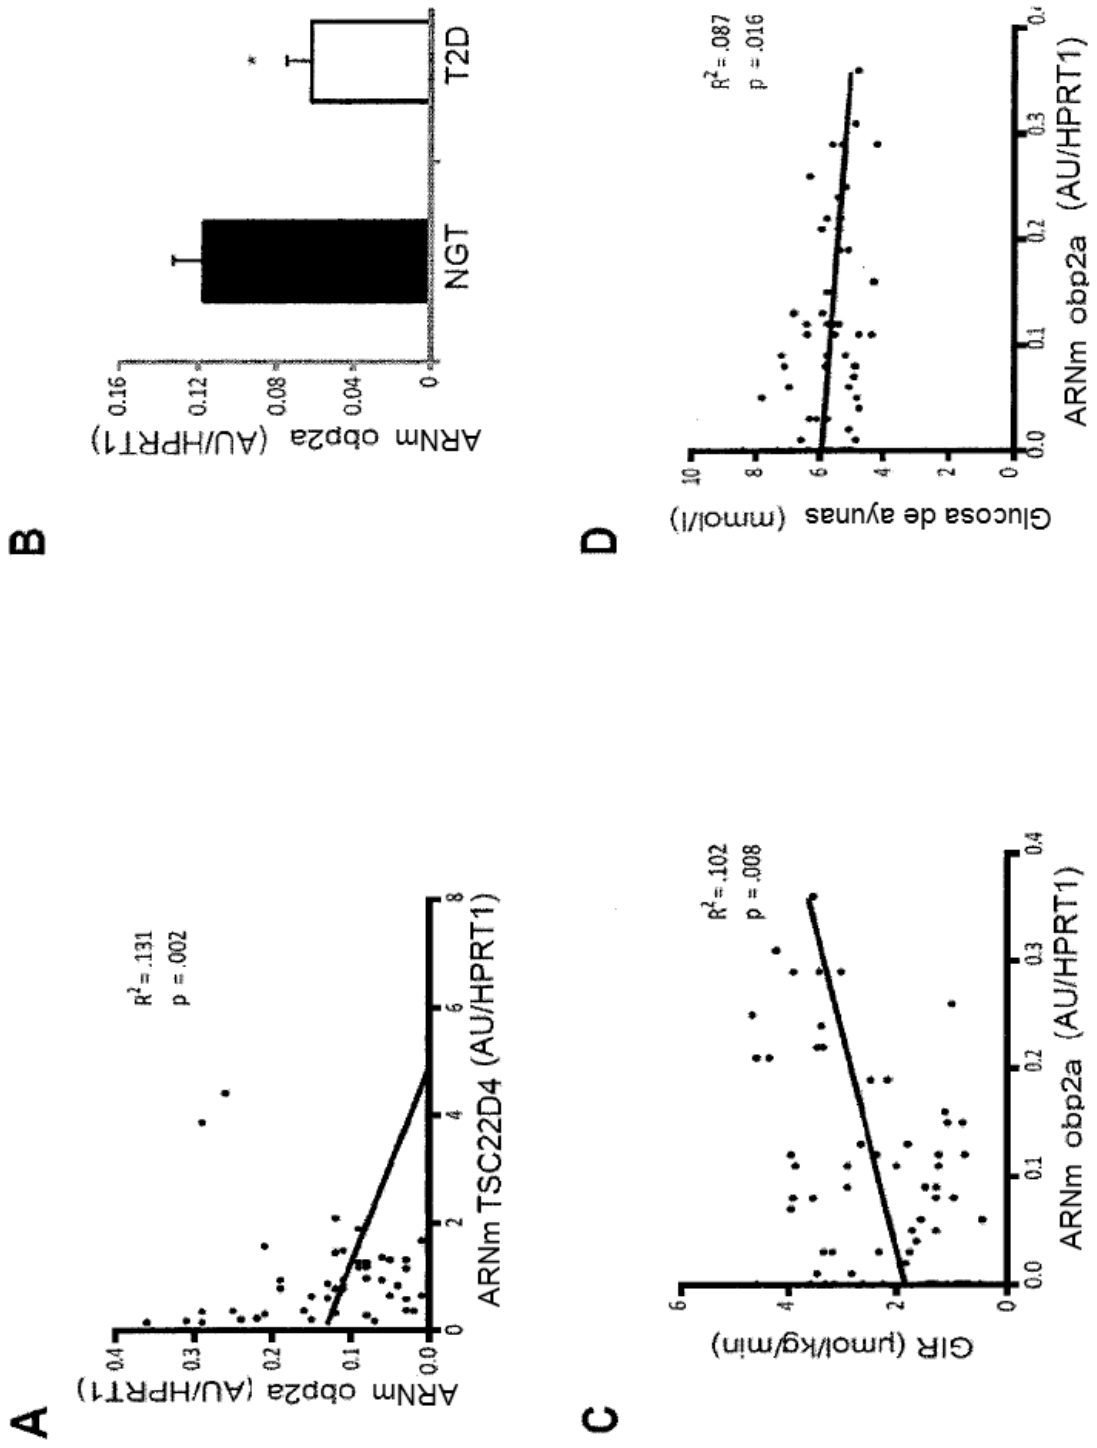 A
ARNm obp2a (AU/HPRT1)
0.4
0.3
0.2
0.1
0.0
R² = .131
p = .002
0
2
4
6
8
ARNm TSC22D4 (AU/HPRT1)
B
ARNm obp2a (AU/HPRT1)
0.16
0.12
0.08
0.04
0
*
NGT
T2D
C
GIR (µmol/kg/min)
6
4
2
0
R² = .102
p = .008
0.0
0.1
0.2
0.3
0.4
ARNm obp2a (AU/HPRT1)
D
Glucosa de ayunas (mmol/l)
10
8
6
4
2
0
R² = .087
p = .016
0.0
0.1
0.2
0.3
ARNm obp2a (AU/HPRT1)